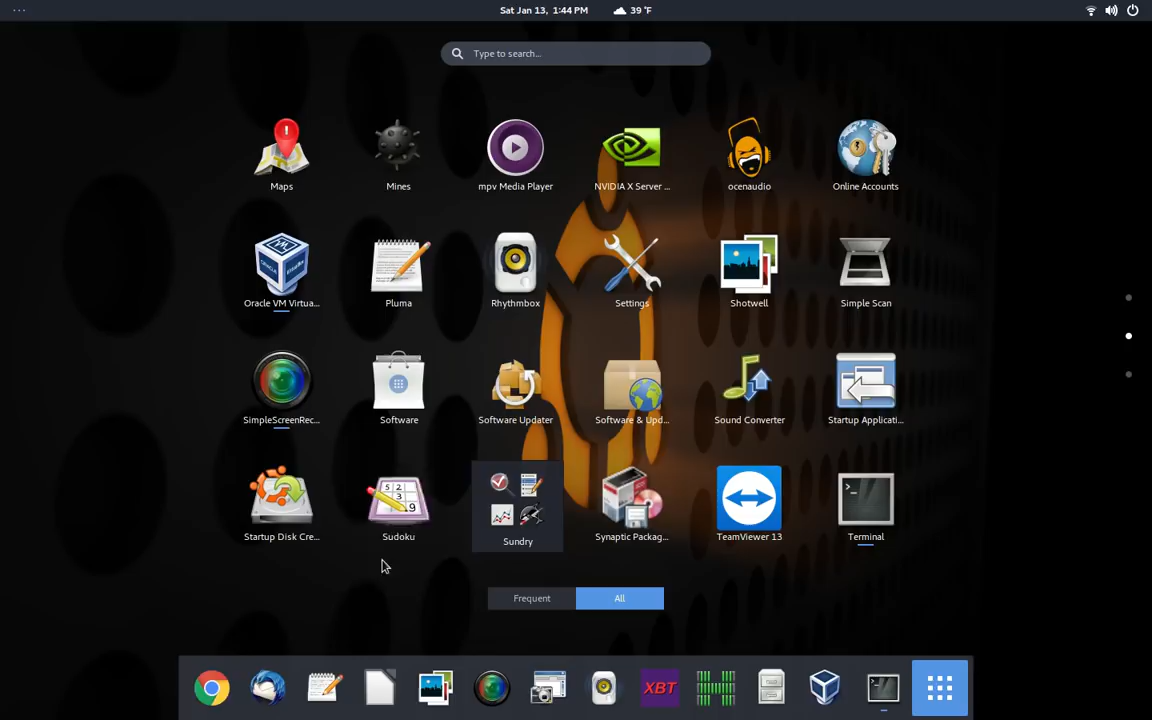 Sat Jan 13, 1:44 PM 39 °F
Type to search...
Maps Mines mpv Media Player NVIDIA X Server ... ocenaudio Online Accounts
Oracle VM Virtua... Pluma Rhythmbox Settings Shotwell Simple Scan
SimpleScreenRec... Software Software Updater Software & Upd... Sound Converter Startup Applicati...
Startup Disk Cre... Sudoku Sundry Synaptic Packag... TeamViewer 13 Terminal
Frequent All
XBT